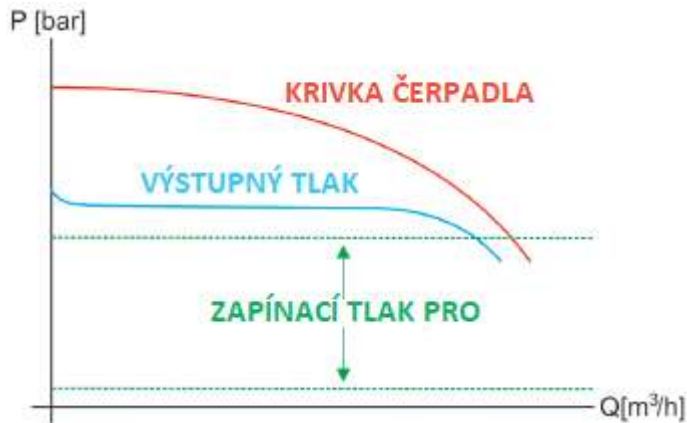 P [bar]
KRIVKA ČERPADLA
VÝSTUPNÝ TLAK
ZAPÍNACÍ TLAK PRO
Q[m³/h]